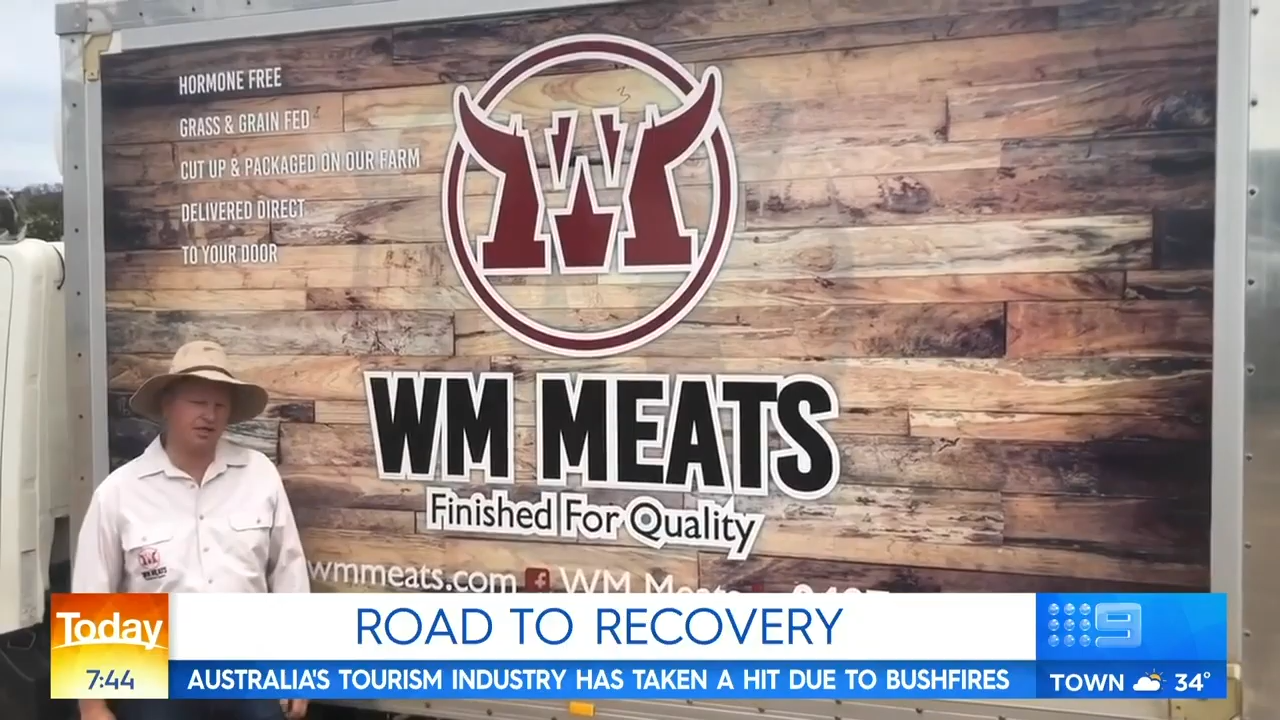 HORMONE FREE
GRASS & GRAIN FED
CUT UP & PACKAGED ON OUR FARM
DELIVERED DIRECT
TO YOUR DOOR
WM MEATS
Finished For Quality
wmmeats.com WM Meats
Today
7:44
ROAD TO RECOVERY
AUSTRALIA'S TOURISM INDUSTRY HAS TAKEN A HIT DUE TO BUSHFIRES
9
TOWN 34°